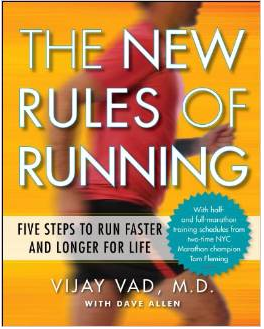 THE NEW
RULES OF
RUNNING
FIVE STEPS TO RUN FASTER
AND LONGER FOR LIFE
With half-
and full-marathon
training schedules from
two-time NYC
Marathon champion
Tom Fleming
VIJAY VAD, M.D.
WITH DAVE ALLEN